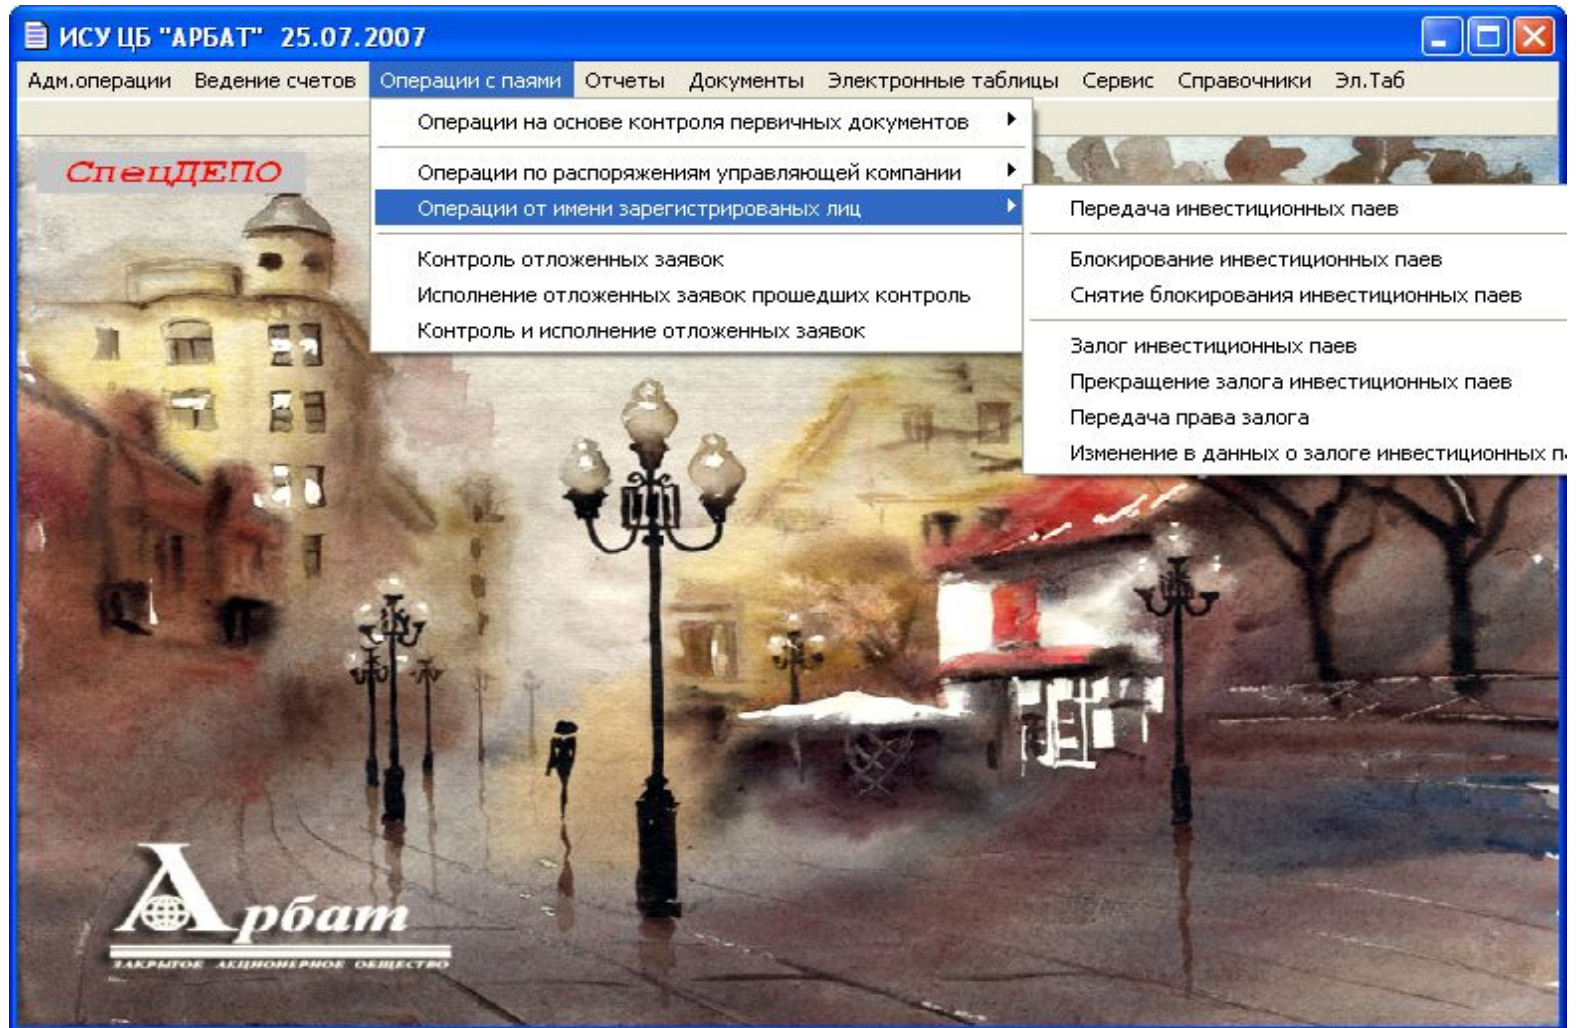 ИСУ ЦБ "АРБАТ" 25.07.2007
Адм.операции Ведение счетов Операции с паями Отчеты Документы Электронные таблицы Сервис Справочники Эл.Таб
СпецДЕПО
Операции на основе контроля первичных документов
Операции по распоряжениям управляющей компании
Операции от имени зарегистрированых лиц
Контроль отложенных заявок
Исполнение отложенных заявок прошедших контроль
Контроль и исполнение отложенных заявок
Передача инвестиционных паев
Блокирование инвестиционных паев
Снятие блокирования инвестиционных паев
Залог инвестиционных паев
Прекращение залога инвестиционных паев
Передача права залога
Изменение в данных о залоге инвестиционных
Арбат
ЗАКРЫТОЕ АКЦИОНЕРНОЕ ОБЩЕСТВО